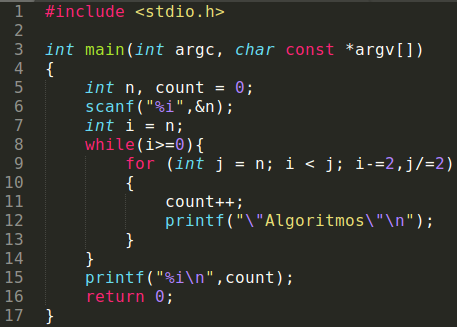 1 #include <stdio.h>
2
3 int main(int argc, char const *argv[])
4 {
5     int n, count = 0;
6     scanf("%i",&n);
7     int i = n;
8     while(i>=0){
9         for (int j = n; i < j; i-=2,j/=2)
10         {
11             count++;
12             printf("\"Algoritmos\"\n");
13         }
14     }
15     printf("%i\n",count);
16     return 0;
17 }